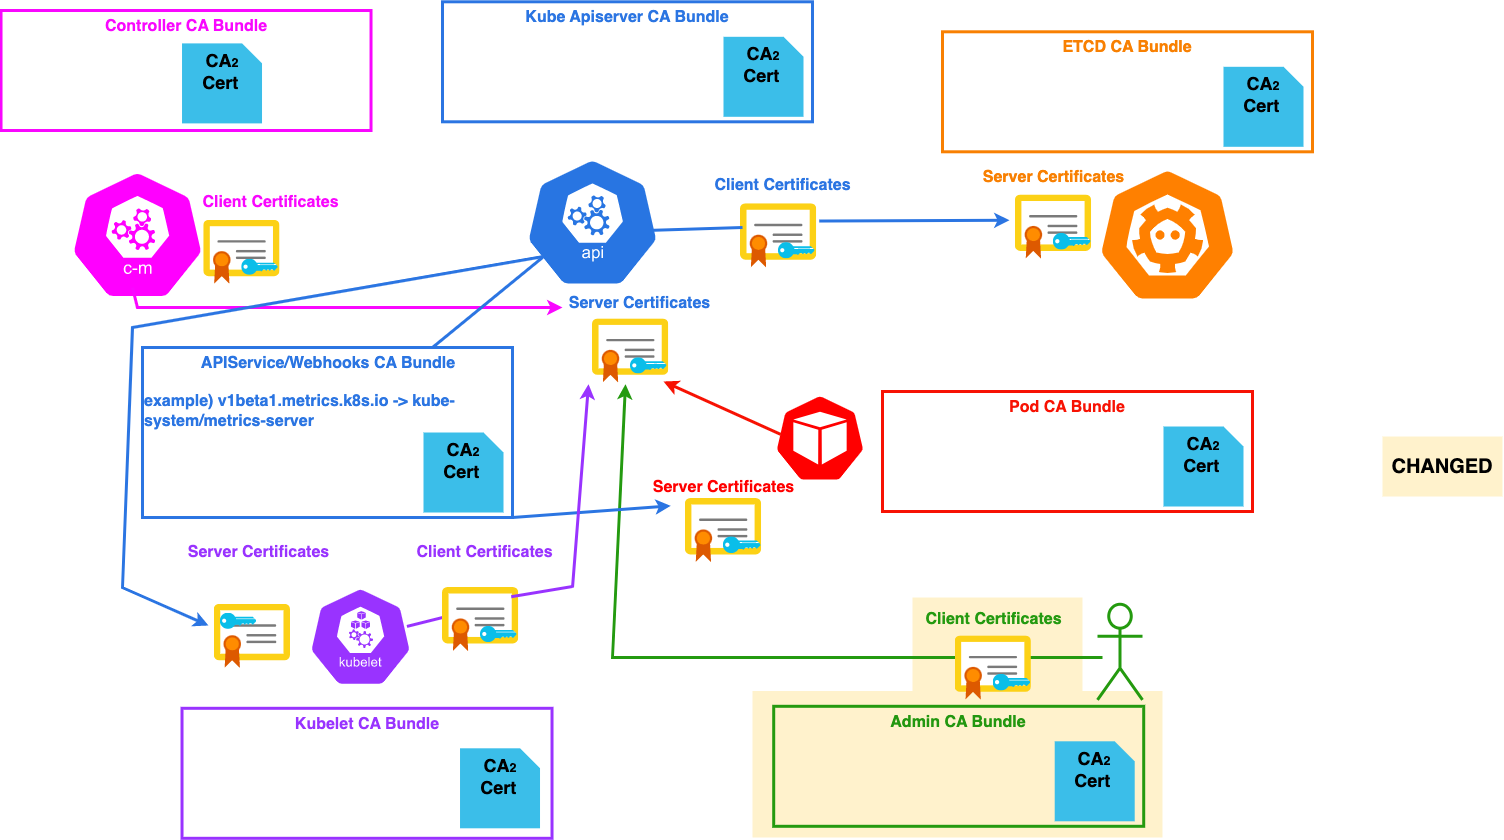 Controller CA Bundle
CA2
Cert
Kube Apiserver CA Bundle
CA2
Cert
ETCD CA Bundle
CA2
Cert
c-m
Client Certificates
api
Client Certificates
Server Certificates
Server Certificates
APIService/Webhooks CA Bundle
example) v1beta1.metrics.k8s.io -> kube-
system/metrics-server
CA2
Cert
Pod CA Bundle
CA2
Cert
CHANGED
Server Certificates
Server Certificates
Client Certificates
kubelet
Client Certificates
Kubelet CA Bundle
CA2
Cert
Admin CA Bundle
CA2
Cert